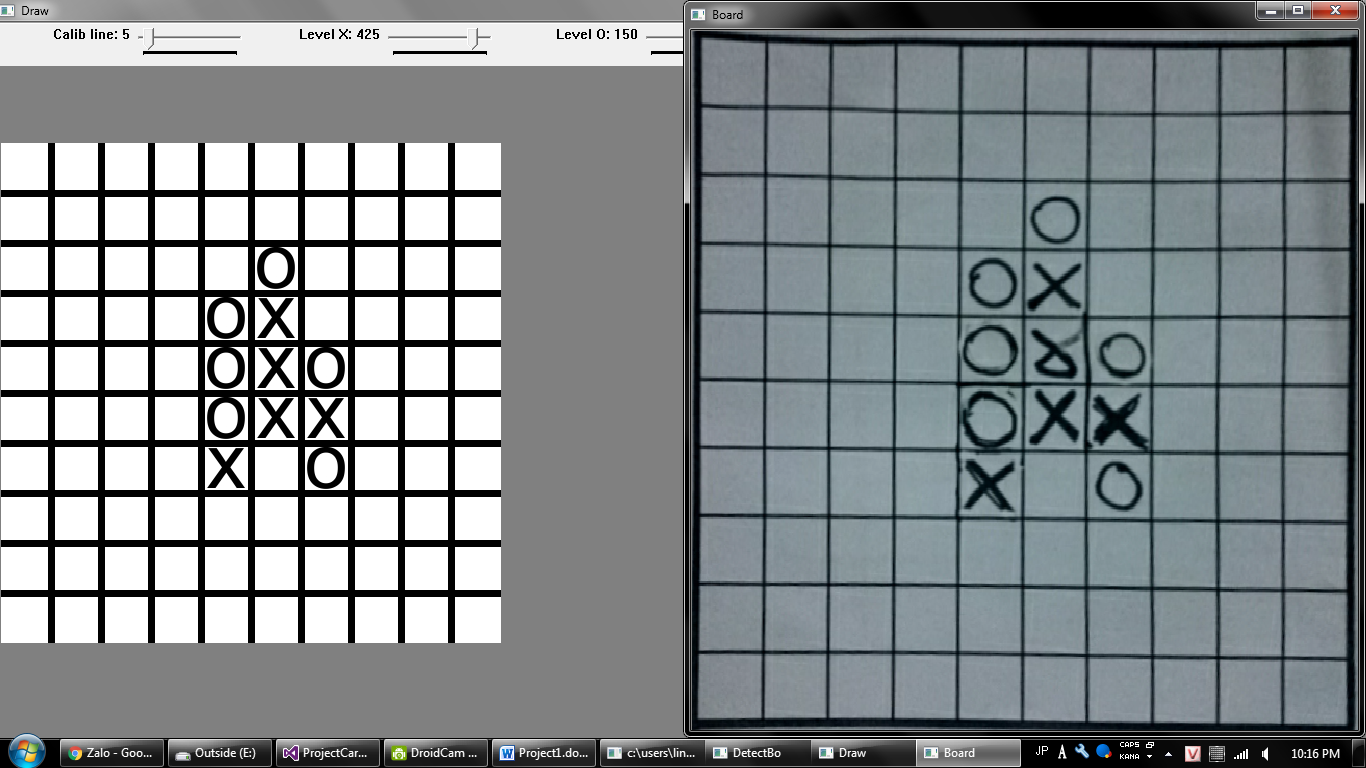 Draw
Calib line: 5
Level X: 425
Level O: 150
Board
O
O X
O X O
O X X
X O
O
O X
O X O
O X X
X O
Zalo - Goo...
Outside (E:)
ProjectCar...
DroidCam ...
Project1.do...
c:\users\lin...
DetectBo
Draw
Board
JP
A
CAPS
KANA
V
10:16 PM